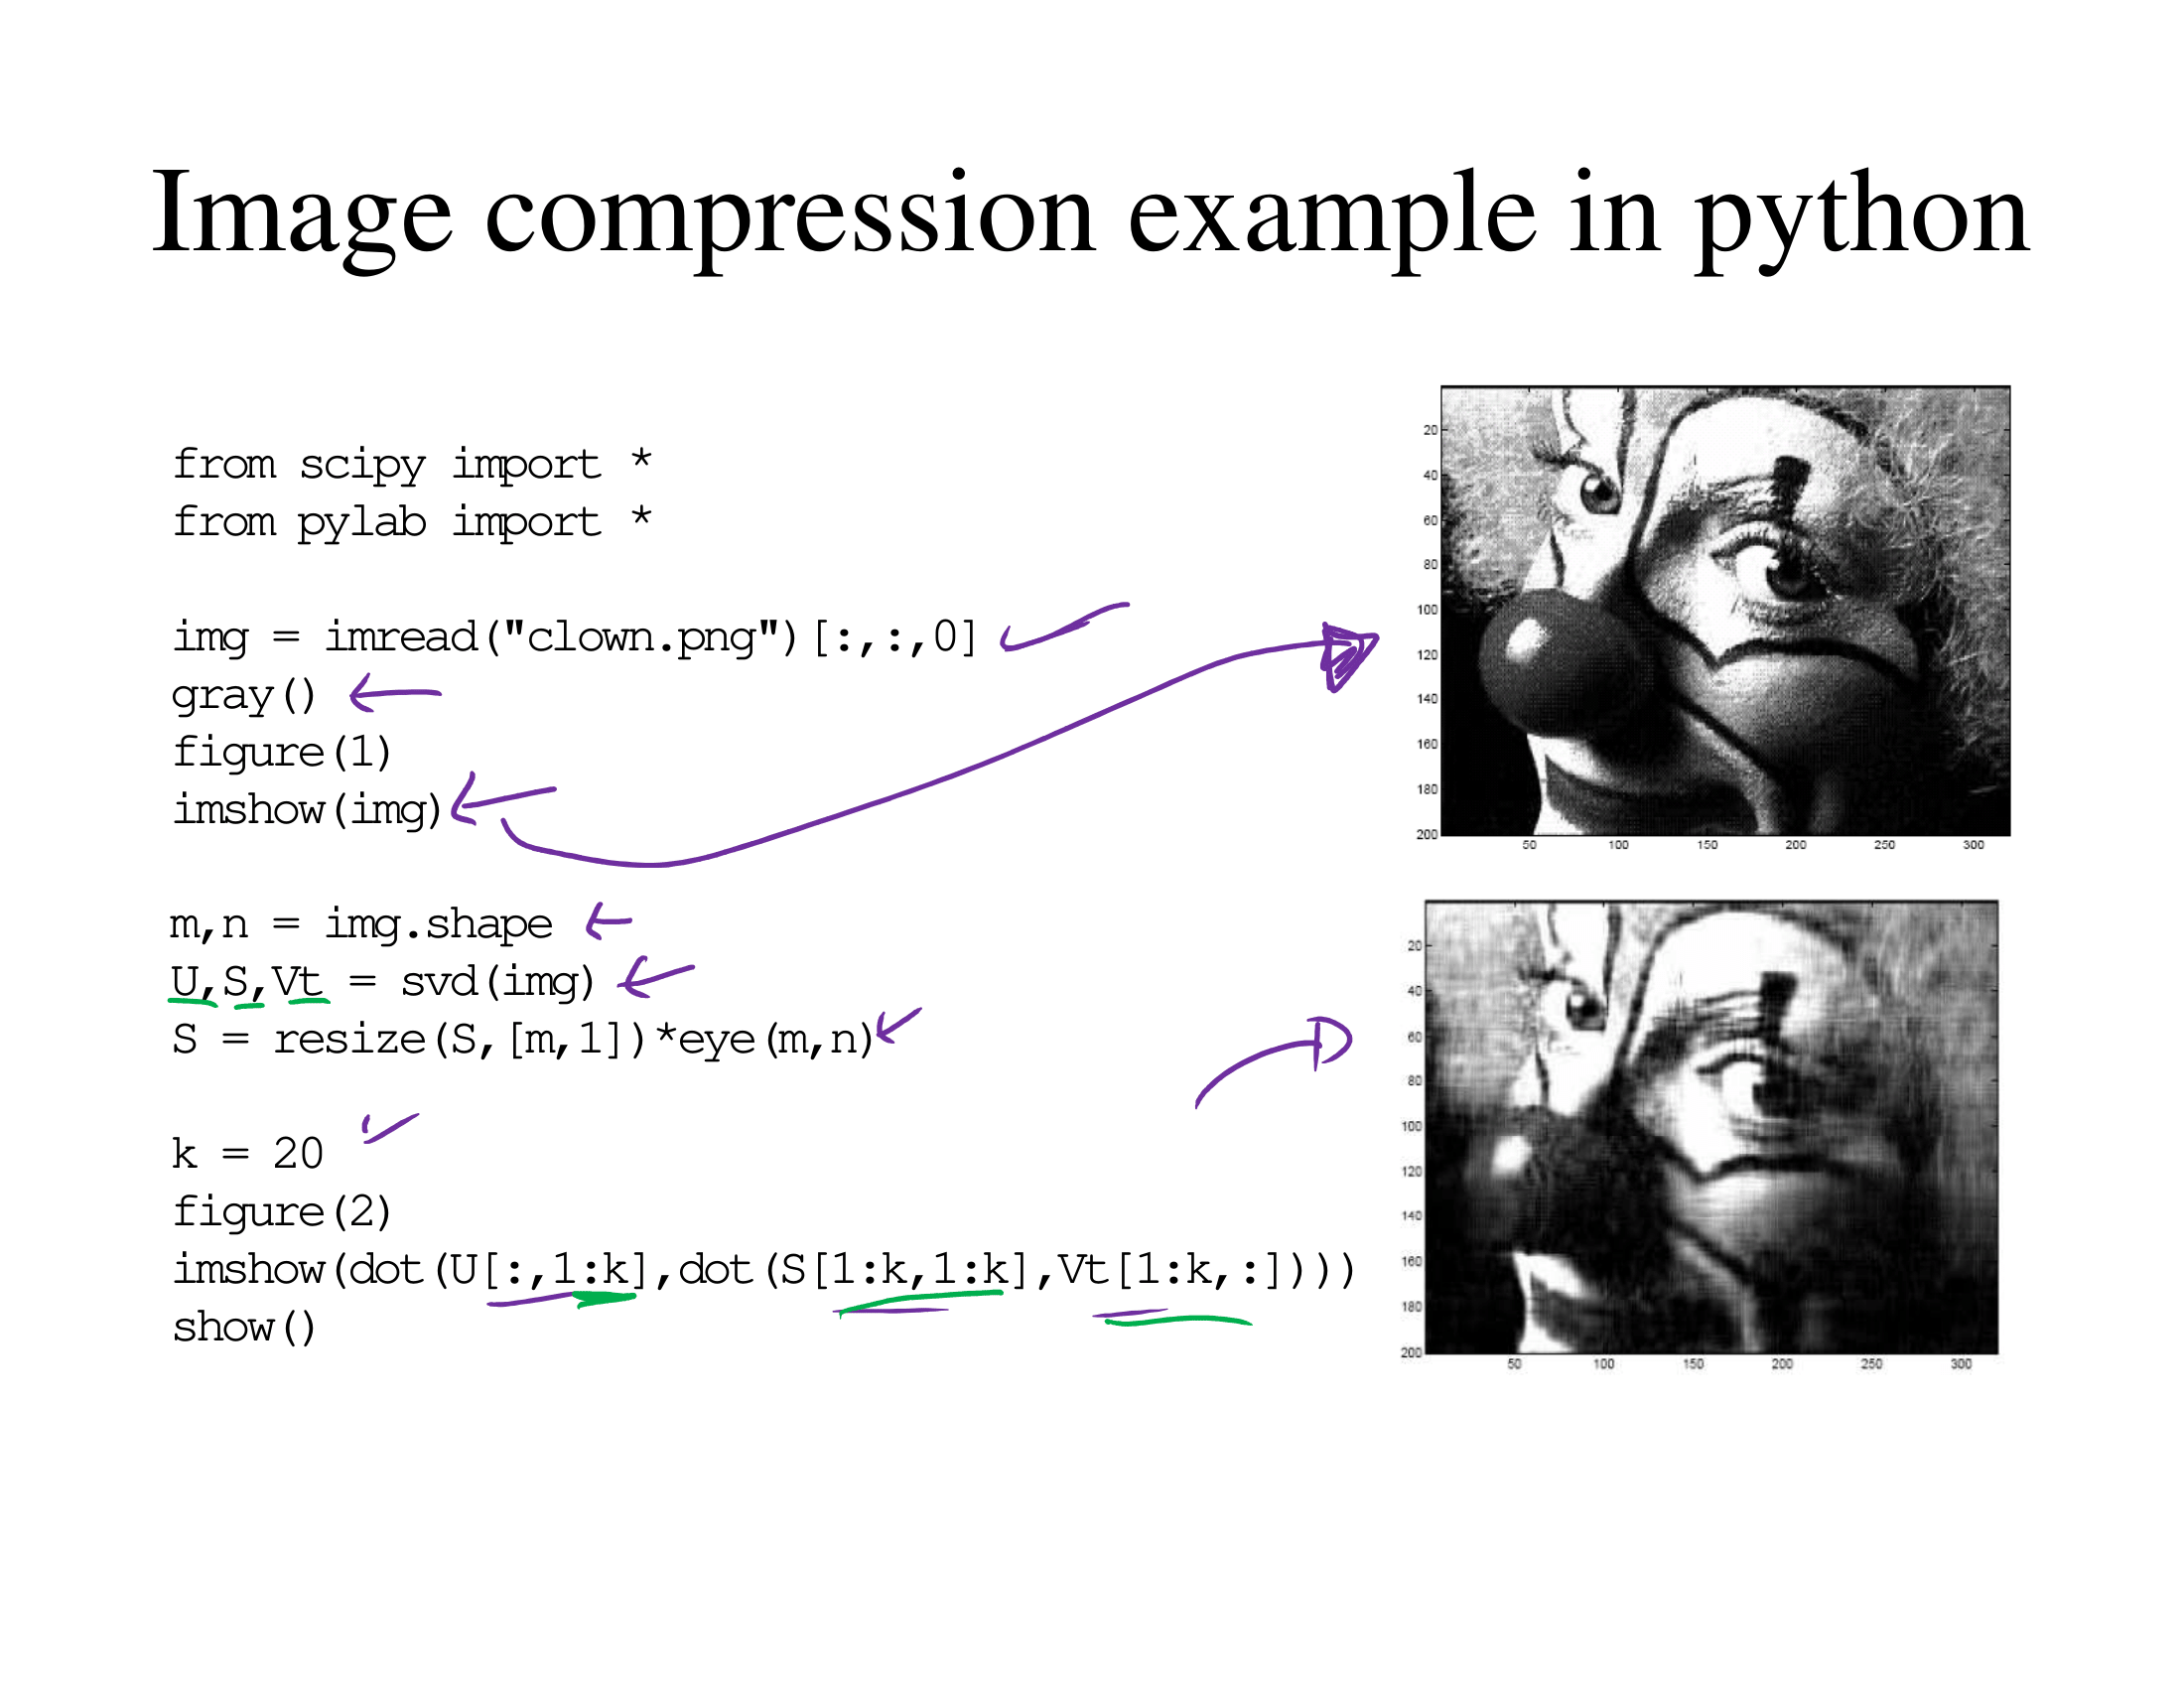 Image compression example in python
from scipy import *
from pylab import *
img = imread("clown.png")[:,:,0]
gray()
figure(1)
imshow(img)
m,n = img.shape
U,S,Vt = svd(img)
S = resize(S,[m,1])*eye(m,n)
k = 20
figure(2)
imshow(dot(U[:,1:k],dot(S[1:k,1:k],Vt[1:k,:])))
show()
20
40
60
80
100
120
140
160
180
200
50 100 150 200 250 300
20
40
60
80
100
120
140
160
180
200
50 100 150 200 250 300